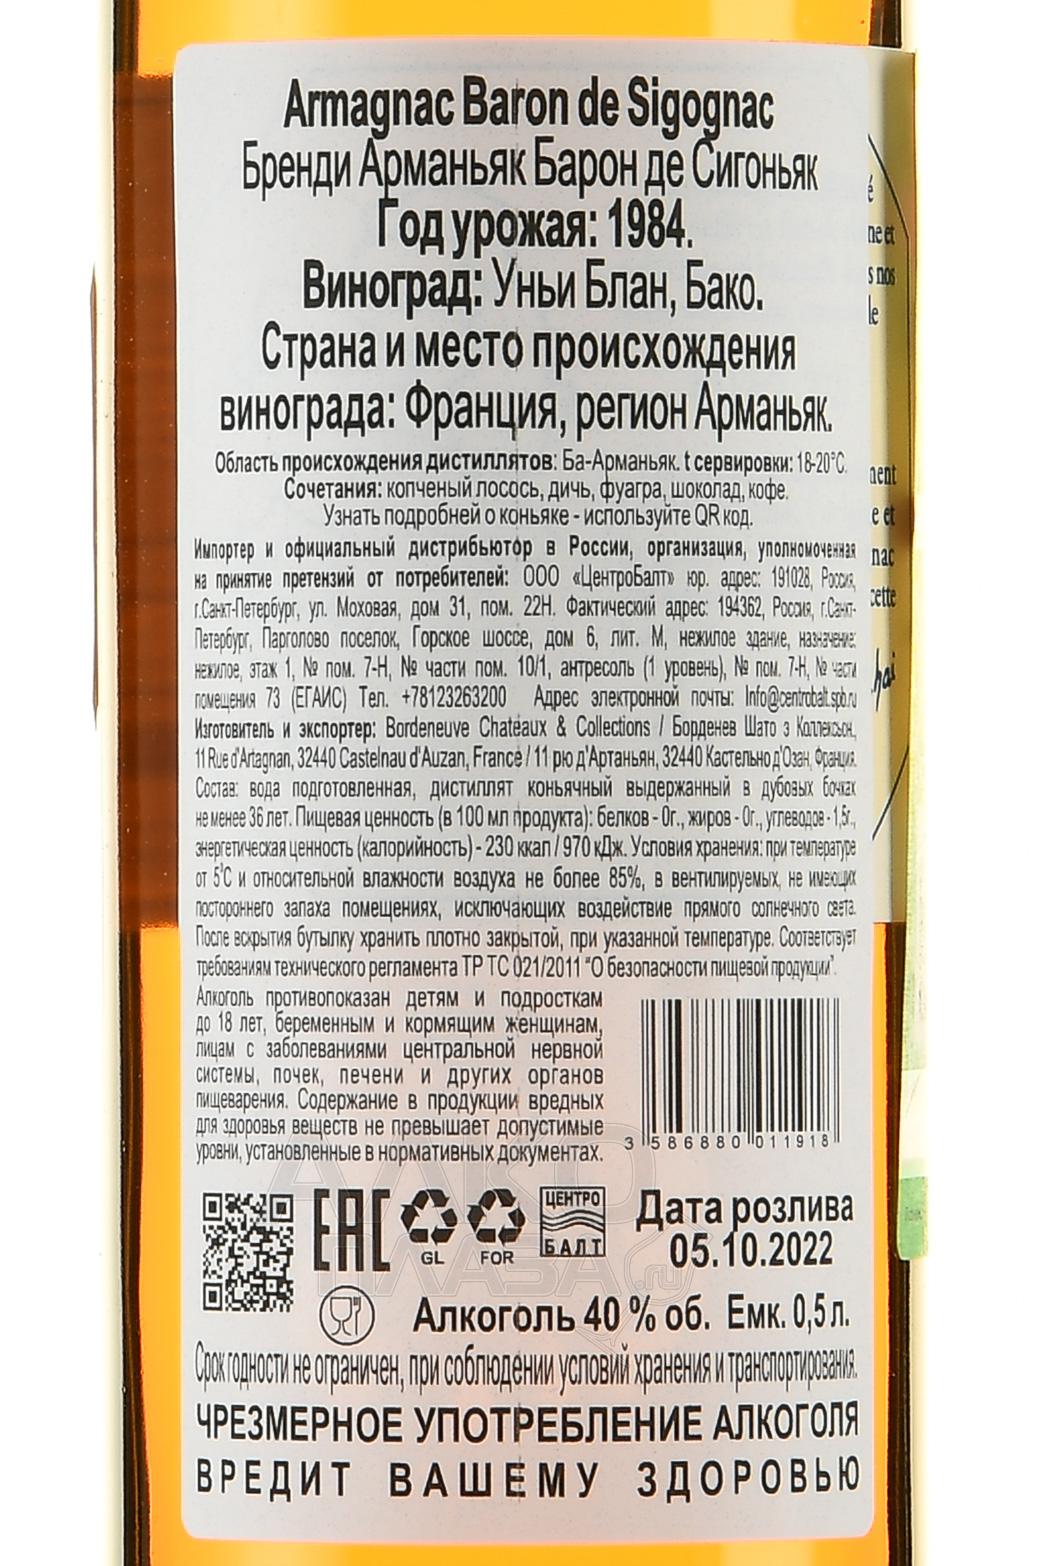 Armagnac Baron de Sigognac
Бренди Арманьяк Барон де Сигоньяк
Год урожая: 1984.
Виноград: Уньи Блан, Бако.
Страна и место происхождения
винограда: Франция, регион Арманьяк.
Область происхождения дистиллятов: Ба-Арманьяк. t сервировки: 18-20°С.
Сочетания: копченый лосось, дичь, фуагра, шоколад, кофе.
Узнать подробней о коньяке - используйте QR код.
Импортер и официальный дистрибьютор в России, организация, уполномоченная
на принятие претензий от потребителей: ООО «ЦентроБалт» юр. адрес: 191028, Россия,
г.Санкт-Петербург, ул. Моховая, дом 31, пом. 22Н. Фактический адрес: 194362, Россия, г.Санкт-
Петербург, Парголово поселок, Горское шоссе, дом 6, лит. М, нежилое здание, назначение:
нежилое, этаж 1, № пом. 7-Н, № части пом. 10/1, антресоль (1 уровень), № пом. 7-Н, № части
помещения 73 (ЕГАИС) Тел. +78123263200 Адрес электронной почты: Info@centrobalt.spb.ru
Изготовитель и экспортер: Bordeneuve Chateaux & Collections / Борденев Шато э Коллексьон,
11 Rue d'Artagnan, 32440 Castelnau d'Auzan, France / 11 рю д'Артаньян, 32440 Кастельно д'Озан, Франция.
Состав: вода подготовленная, дистиллят коньячный выдержанный в дубовых бочках
не менее 36 лет. Пищевая ценность (в 100 мл продукта): белков - 0г., жиров - 0г., углеводов - 1,5г.,
энергетическая ценность (калорийность) - 230 ккал / 970 кДж. Условия хранения: при температуре
от 5°С и относительной влажности воздуха не более 85%, в вентилируемых, не имеющих
постороннего запаха помещениях, исключающих воздействие прямого солнечного света.
После вскрытия бутылку хранить плотно закрытой, при указанной температуре. Соответствует
требованиям технического регламента ТР ТС 021/2011 "О безопасности пищевой продукции".
Алкоголь противопоказан детям и подросткам
до 18 лет, беременным и кормящим женщинам,
лицам с заболеваниями центральной нервной
системы, почек, печени и других органов
пищеварения. Содержание в продукции вредных
для здоровья веществ не превышает допустимые
уровни, установленные в нормативных документах.
3 586880 011918
EAC
GL
FOR
ЦЕНТРО
БАЛТ
Дата розлива
05.10.2022
Алкоголь 40 % об. Емк. 0,5 л.
Срок годности не ограничен, при соблюдении условий хранения и транспортирования.
ЧРЕЗМЕРНОЕ УПОТРЕБЛЕНИЕ АЛКОГОЛЯ
ВРЕДИТ ВАШЕМУ ЗДОРОВЬЮ
АЛКО
ПЛАЗА.ru